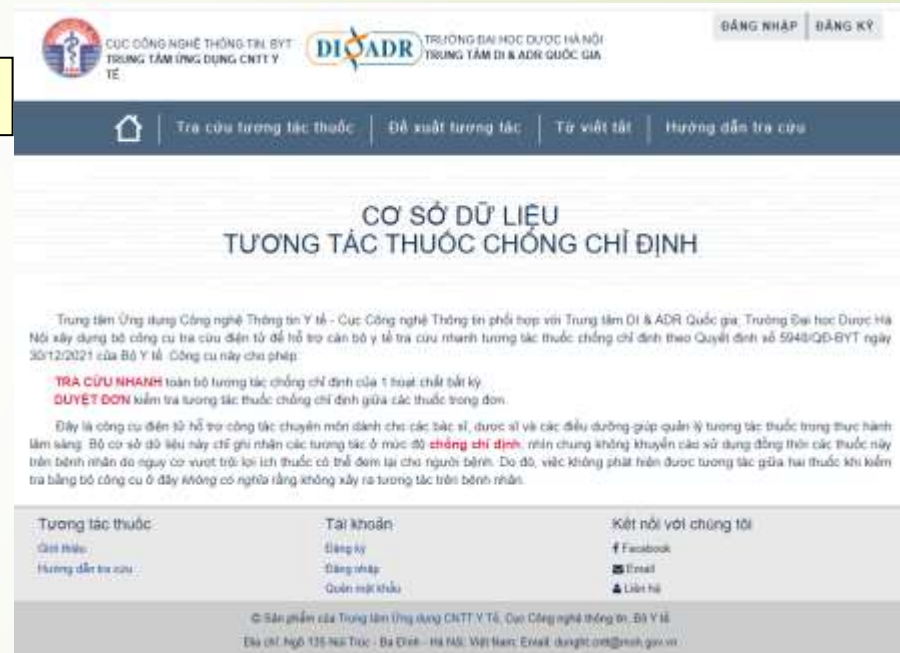 CỤC CÔNG NGHỆ THÔNG TIN, BYT
TRUNG TÂM ỨNG DỤNG CNTT Y
TẾ
DI ADR
TRƯỜNG ĐẠI HỌC DƯỢC HÀ NỘI
TRUNG TÂM DI & ADR QUỐC GIA
ĐĂNG NHẬP
ĐĂNG KÝ
Tra cứu tương tác thuốc
Đề xuất tương tác
Từ viết tắt
Hướng dẫn tra cứu
CƠ SỞ DỮ LIỆU
TƯƠNG TÁC THUỐC CHỐNG CHỈ ĐỊNH
Trung tâm Ứng dụng Công nghệ Thông tin Y tế - Cục Công nghệ Thông tin phối hợp với Trung tâm DI & ADR Quốc gia, Trường Đại học Dược Hà
Nội xây dựng bộ công cụ tra cứu điện tử để hỗ trợ cán bộ y tế tra cứu nhanh tương tác thuốc chống chỉ định theo Quyết định số 5948/QĐ-BYT ngày
30/12/2021 của Bộ Y tế. Công cụ này cho phép:
TRA CỨU NHANH toàn bộ tương tác chống chỉ định của 1 hoạt chất bất kỳ.
DUYỆT ĐƠN kiểm tra tương tác thuốc chống chỉ định giữa các thuốc trong đơn.
Đây là công cụ điện tử hỗ trợ công tác chuyên môn dành cho các bác sĩ, dược sĩ và các điều dưỡng giúp quản lý tương tác thuốc trong thực hành
lâm sàng. Bộ cơ sở dữ liệu này chỉ ghi nhận các tương tác ở mức độ chống chỉ định, nhìn chung không khuyến cáo sử dụng đồng thời các thuốc này
trên bệnh nhân do nguy cơ vượt trội lợi ích thuốc có thể đem lại cho người bệnh. Do đó, việc không phát hiện được tương tác giữa hai thuốc khi kiểm
tra bằng bộ công cụ ở đây không có nghĩa rằng không xảy ra tương tác trên bệnh nhân.
Tương tác thuốc
Giới thiệu
Hướng dẫn tra cứu
Tài khoản
Đăng ký
Đăng nhập
Quên mật khẩu
Kết nối với chúng tôi
Facebook
Email
Liên hệ
© Sản phẩm của Trung tâm Ứng dụng CNTT Y Tế, Cục Công nghệ thông tin, Bộ Y tế
Địa chỉ: Ngõ 135 Núi Trúc - Ba Đình - Hà Nội, Việt Nam; Email: